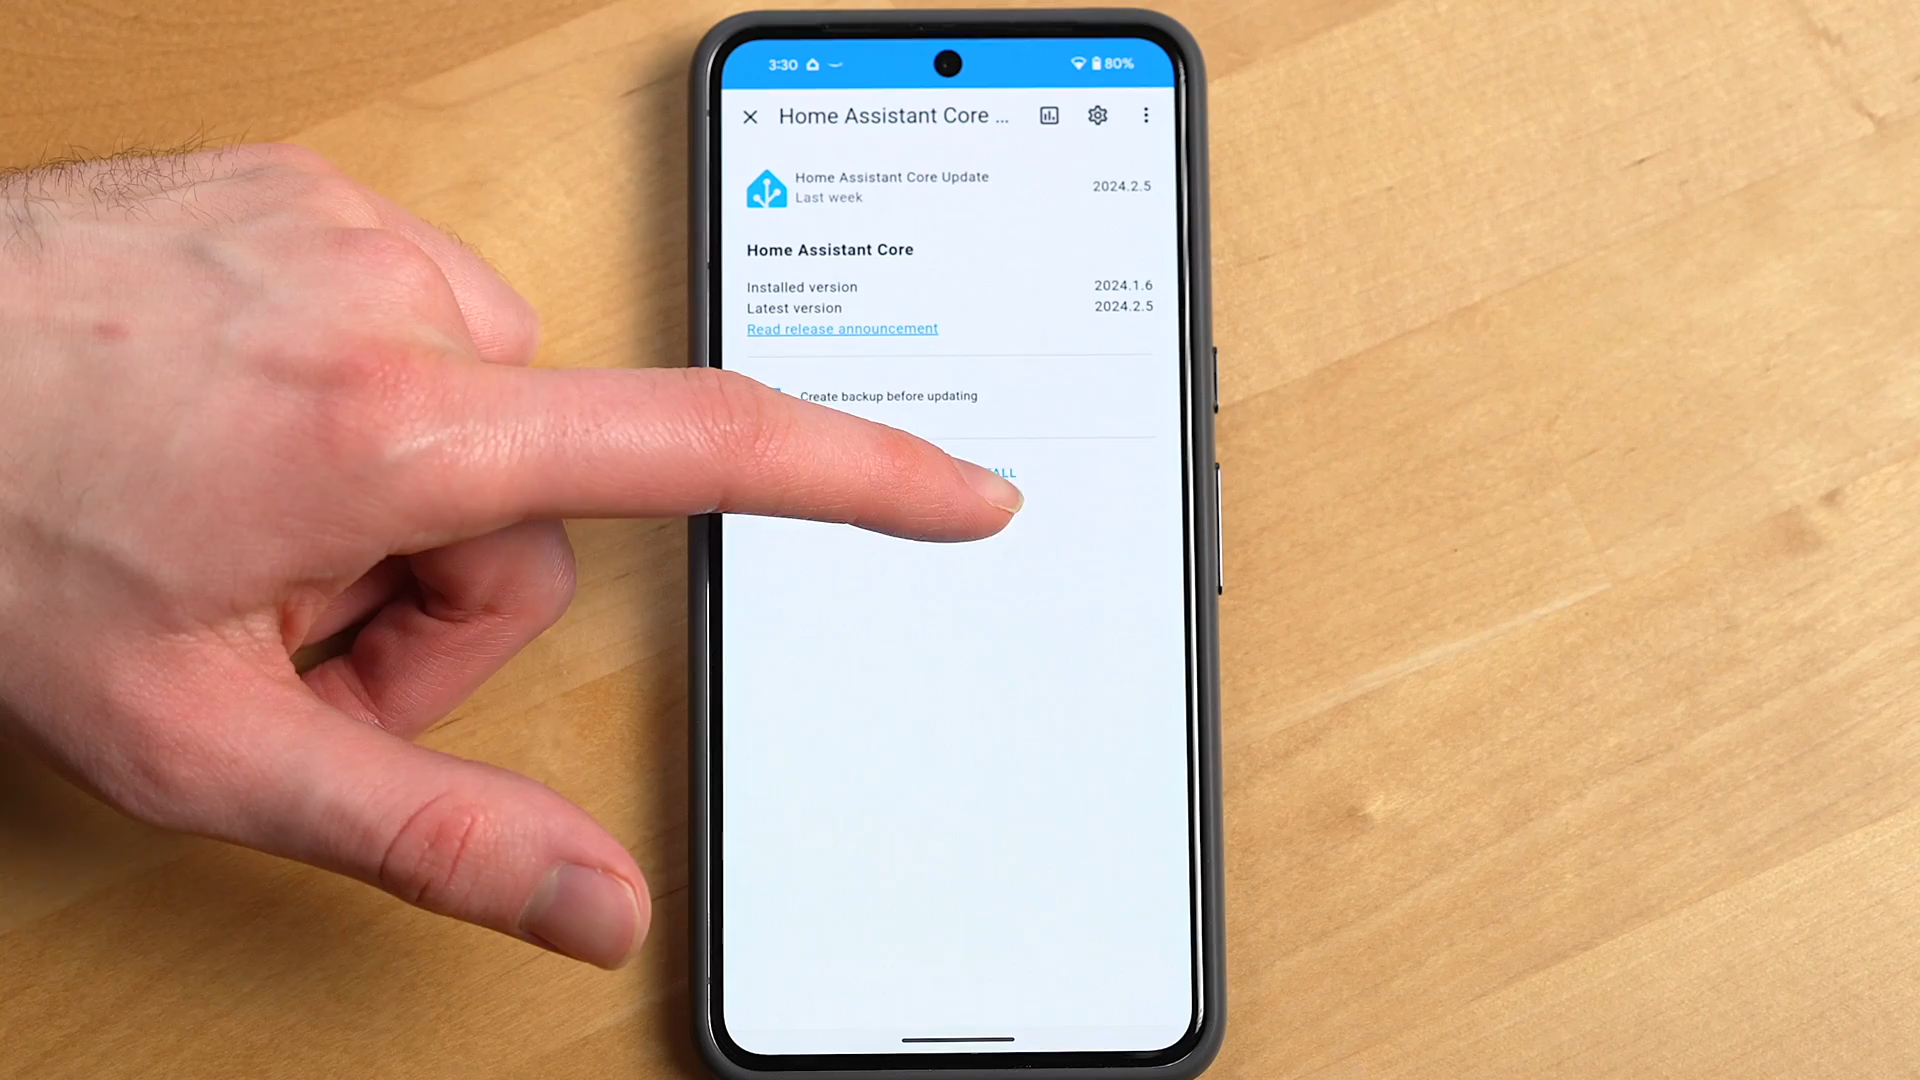 3:30 80%
Home Assistant Core ...
Home Assistant Core Update
Last week
2024.2.5
Home Assistant Core
Installed version 2024.1.6
Latest version 2024.2.5
Read release announcement
Create backup before updating